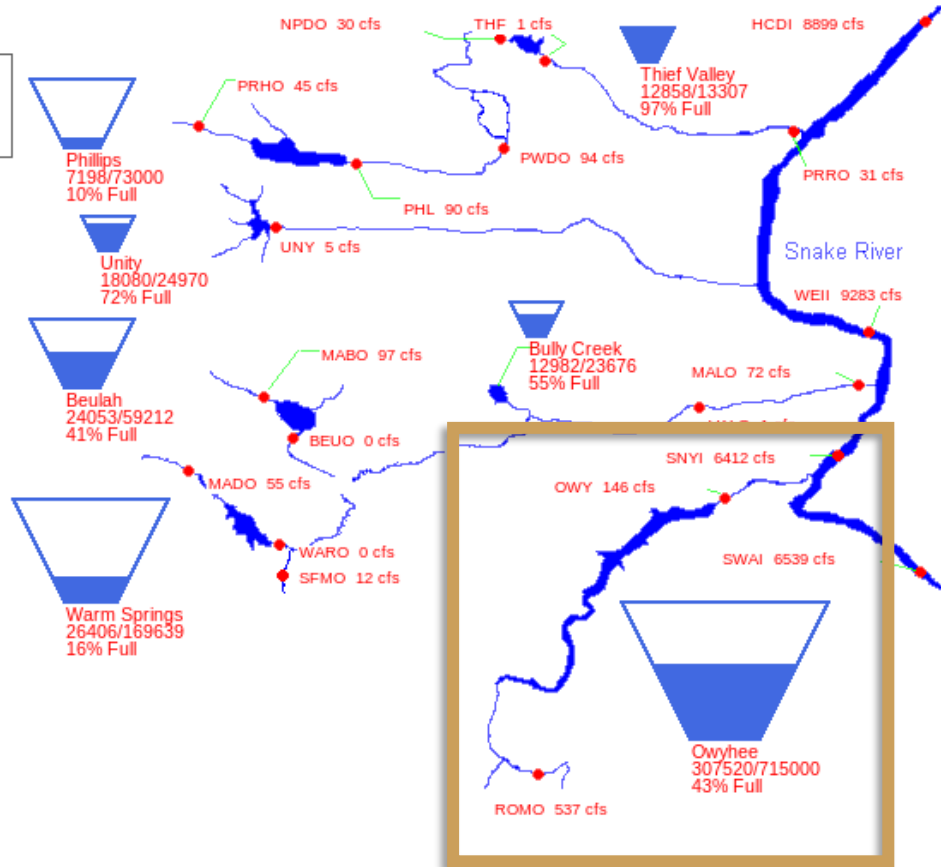 NPDO 30 cfs
THF 1 cfs
HCDI 8899 cfs
Thief Valley
12858/13307
97% Full
PRHO 45 cfs
Phillips
7198/73000
10% Full
PWDO 94 cfs
PRRO 31 cfs
PHL 90 cfs
UNY 5 cfs
Unity
18080/24970
72% Full
Snake River
WEII 9283 cfs
MABO 97 cfs
Bully Creek
12982/23676
55% Full
MALO 72 cfs
Beulah
24053/59212
41% Full
BEUO 0 cfs
SNYI 6412 cfs
MADO 55 cfs
OWY 146 cfs
WARO 0 cfs
SFMO 12 cfs
SWAI 6539 cfs
Warm Springs
26406/169639
16% Full
Owyhee
307520/715000
43% Full
ROMO 537 cfs